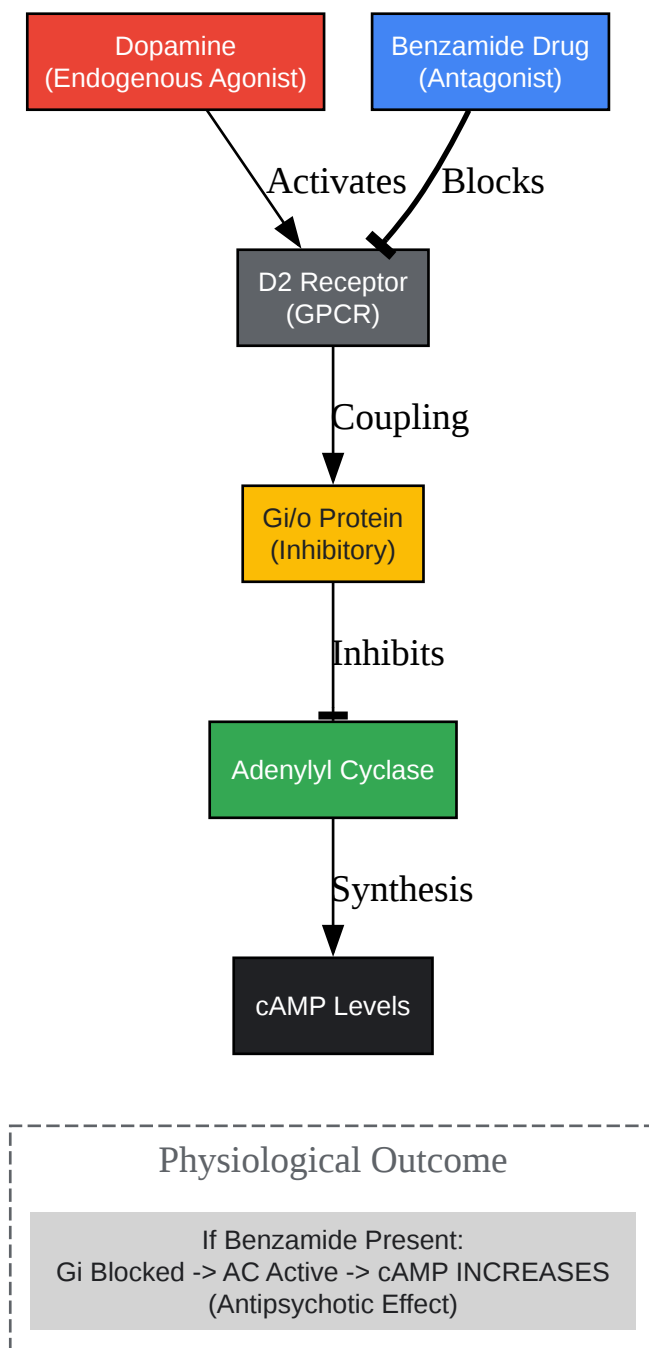 Dopamine
(Endogenous Agonist)
Benzamide Drug
(Antagonist)
Activates
Blocks
D2 Receptor
(GPCR)
Coupling
Gi/o Protein
(Inhibitory)
Inhibits
Adenylyl Cyclase
Synthesis
cAMP Levels
Physiological Outcome
If Benzamide Present:
Gi Blocked -> AC Active -> cAMP INCREASES
(Antipsychotic Effect)